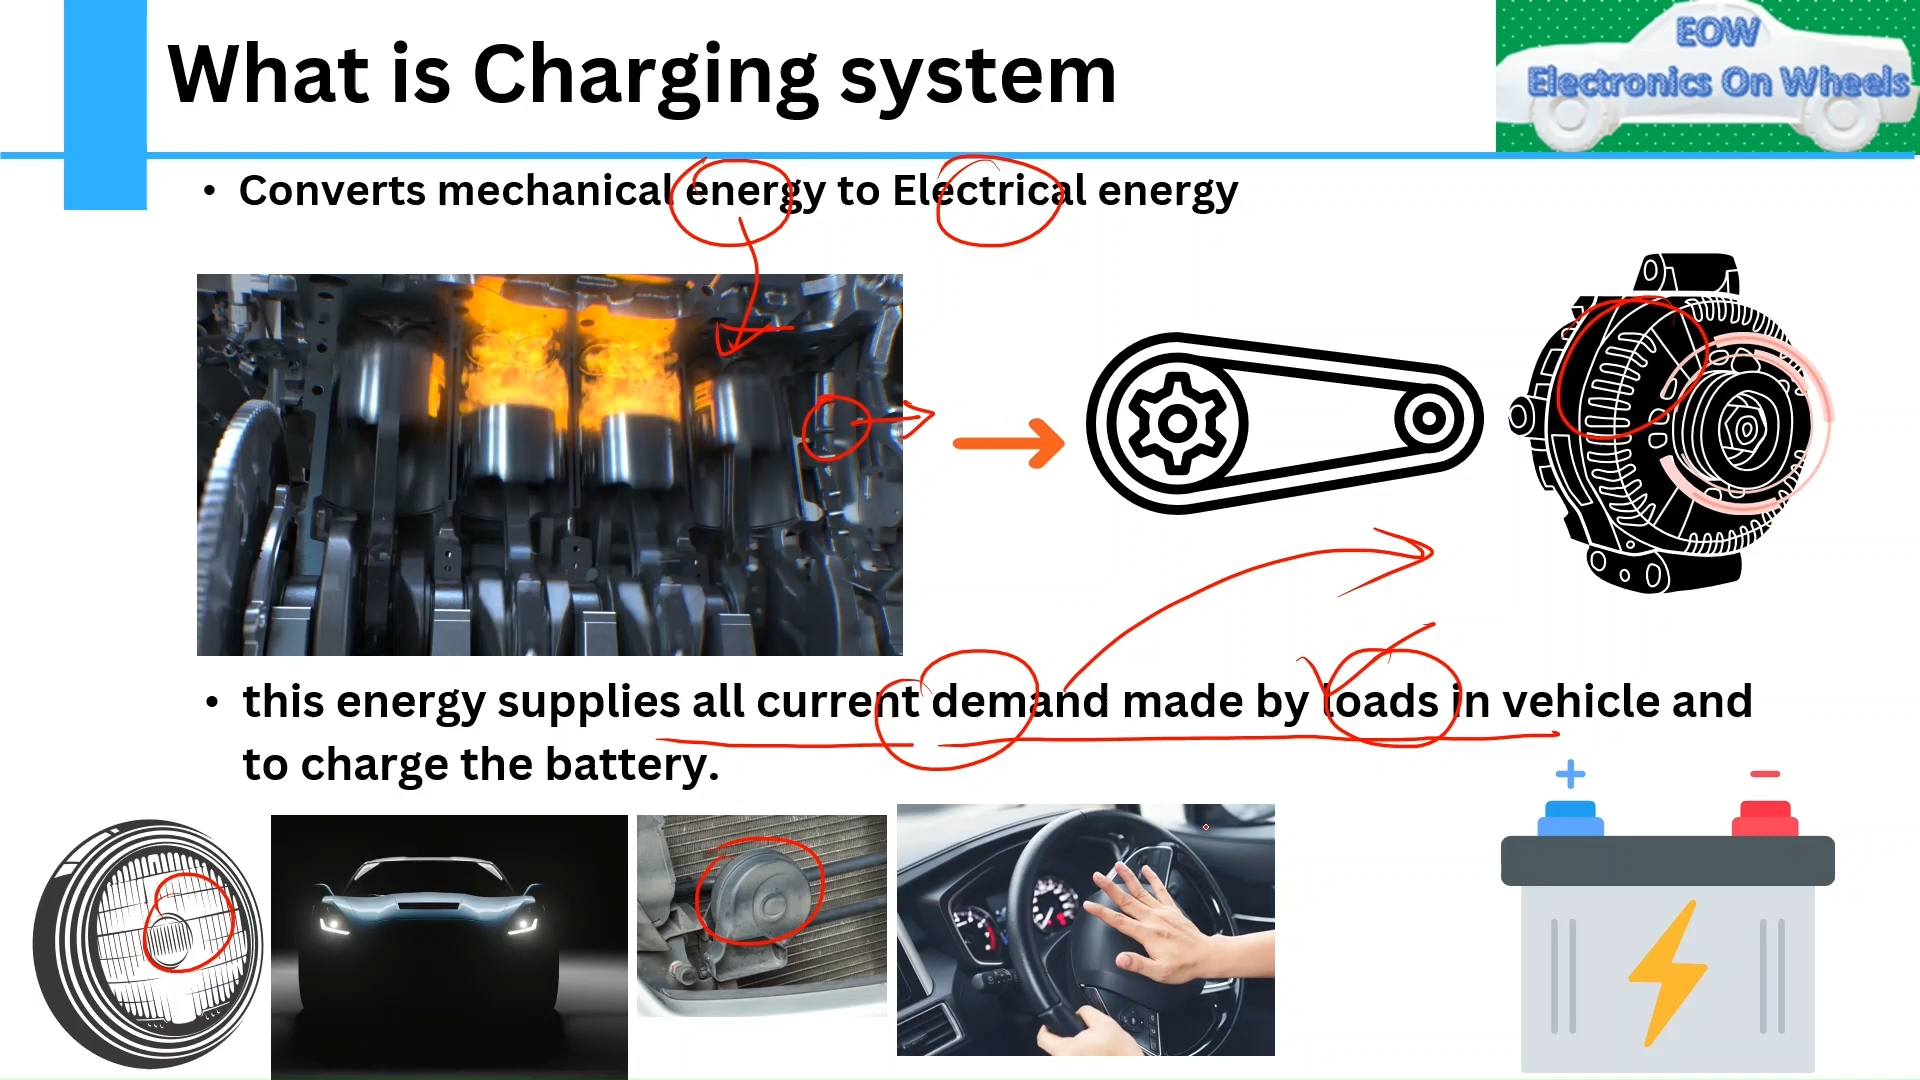 What is Charging system
EOW
Electronics On Wheels
• Converts mechanical energy to Electrical energy
• this energy supplies all current demand made by loads in vehicle and
to charge the battery.
+ −